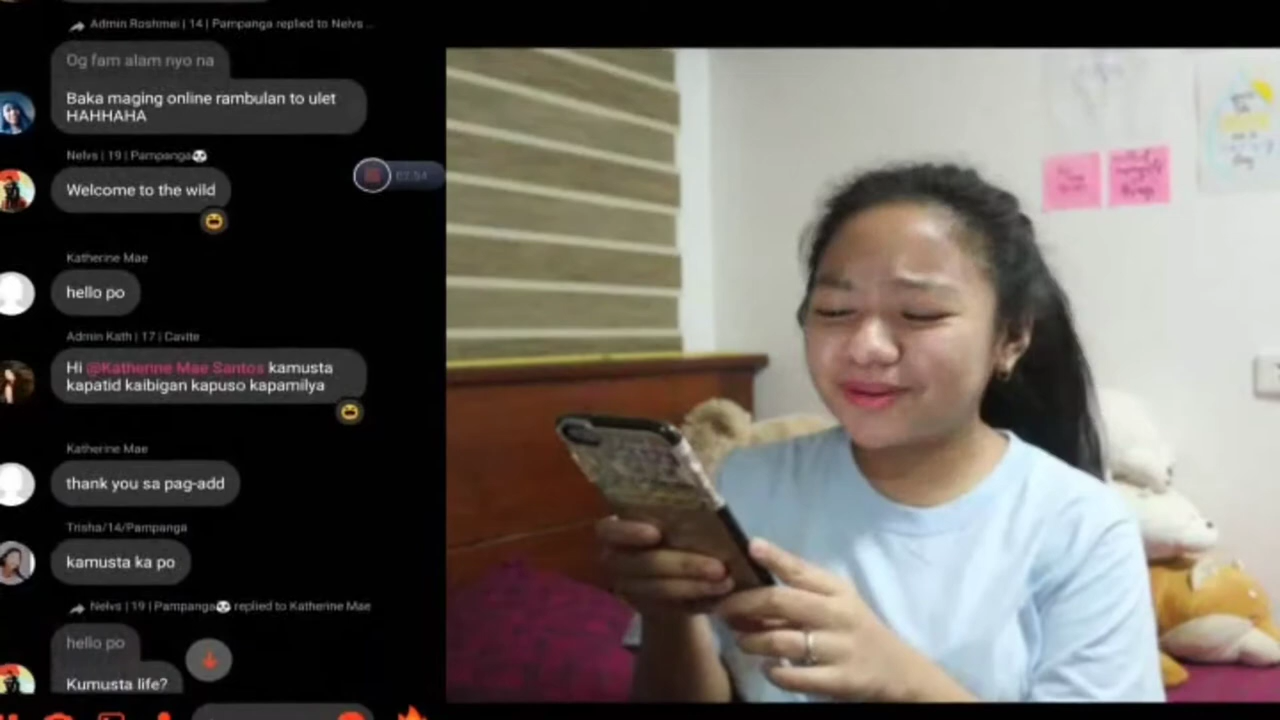 Admin Roshmei | 14 | Pampanga replied to Nelvs ...
Og fam alam nyo na
Baka maging online rambulan to ulet
HAHHAHA
Nelvs | 19 | Pampanga🐼
Welcome to the wild
02:54
Katherine Mae
hello po
Admin Kath | 17 | Cavite
Hi @Katherine Mae Santos kamusta
kapatid kaibigan kapuso kapamilya
Katherine Mae
thank you sa pag-add
Trisha/14/Pampanga
kamusta ka po
Nelvs | 19 | Pampanga🐼 replied to Katherine Mae
hello po
Kumusta life?